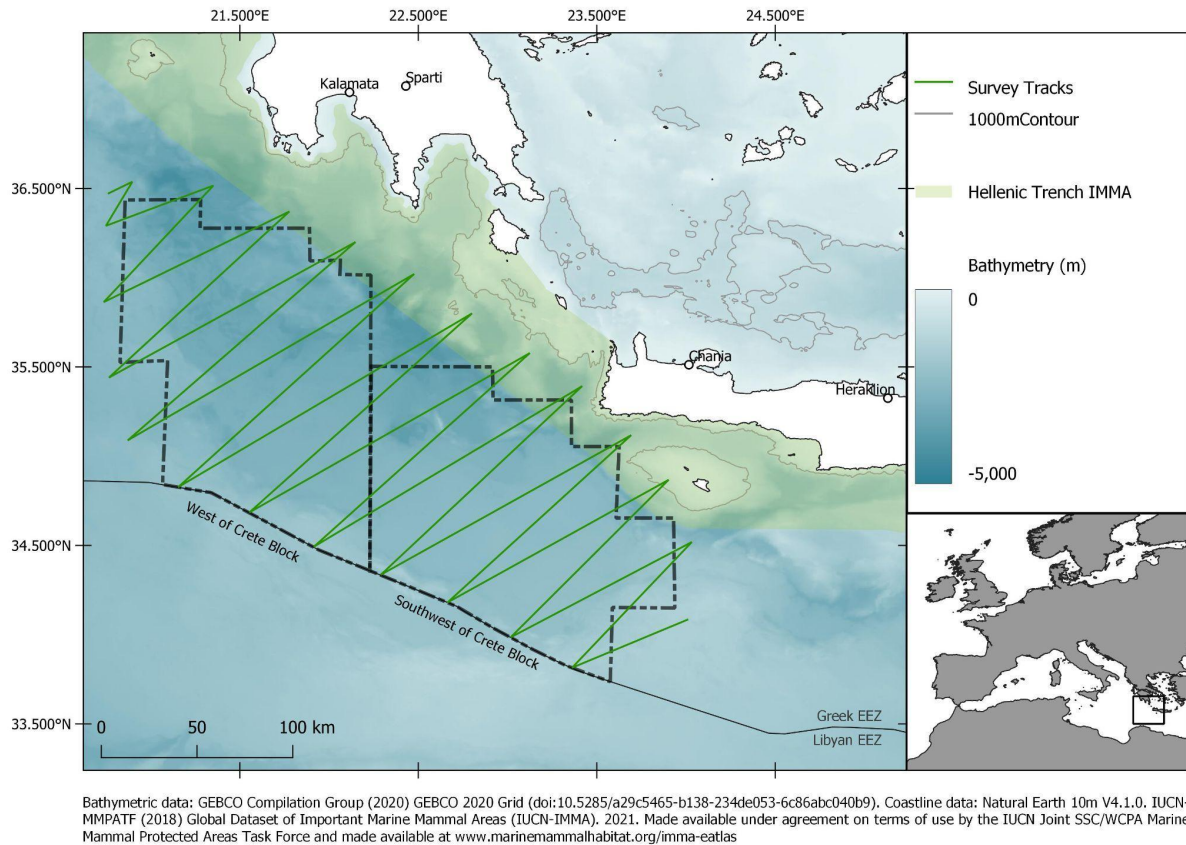 21.500°E 22.500°E 23.500°E 24.500°E
Kalamata
Sparti
Survey Tracks
1000mContour
36.500°N
Hellenic Trench IMMA
Bathymetry (m)
0
35.500°N
Chania
Heraklion
-5,000
34.500°N
West of Crete Block
Southwest of Crete Block
33.500°N
0 50 100 km
Greek EEZ
Libyan EEZ
Bathymetric data: GEBCO Compilation Group (2020) GEBCO 2020 Grid (doi:10.5285/a29c5465-b138-234de053-6c86abc040b9). Coastline data: Natural Earth 10m V4.1.0. IUCN-
MMPATF (2018) Global Dataset of Important Marine Mammal Areas (IUCN-IMMA). 2021. Made available under agreement on terms of use by the IUCN Joint SSC/WCPA Marine
Mammal Protected Areas Task Force and made available at www.marinemammalhabitat.org/imma-eatlas